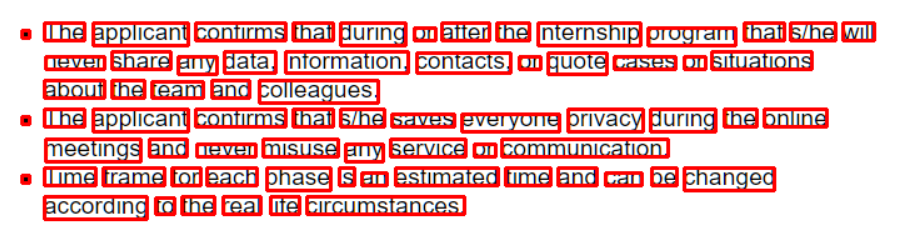 • The applicant confirms that during or after the internship program that s/he will
never share any data, information, contacts, or quote cases or situations
about the team and colleagues.
• The applicant confirms that s/he saves everyone privacy during the online
meetings and never misuse any service or communication.
• Time frame for each phase is an estimated time and can be changed
according to the real life circumstances.